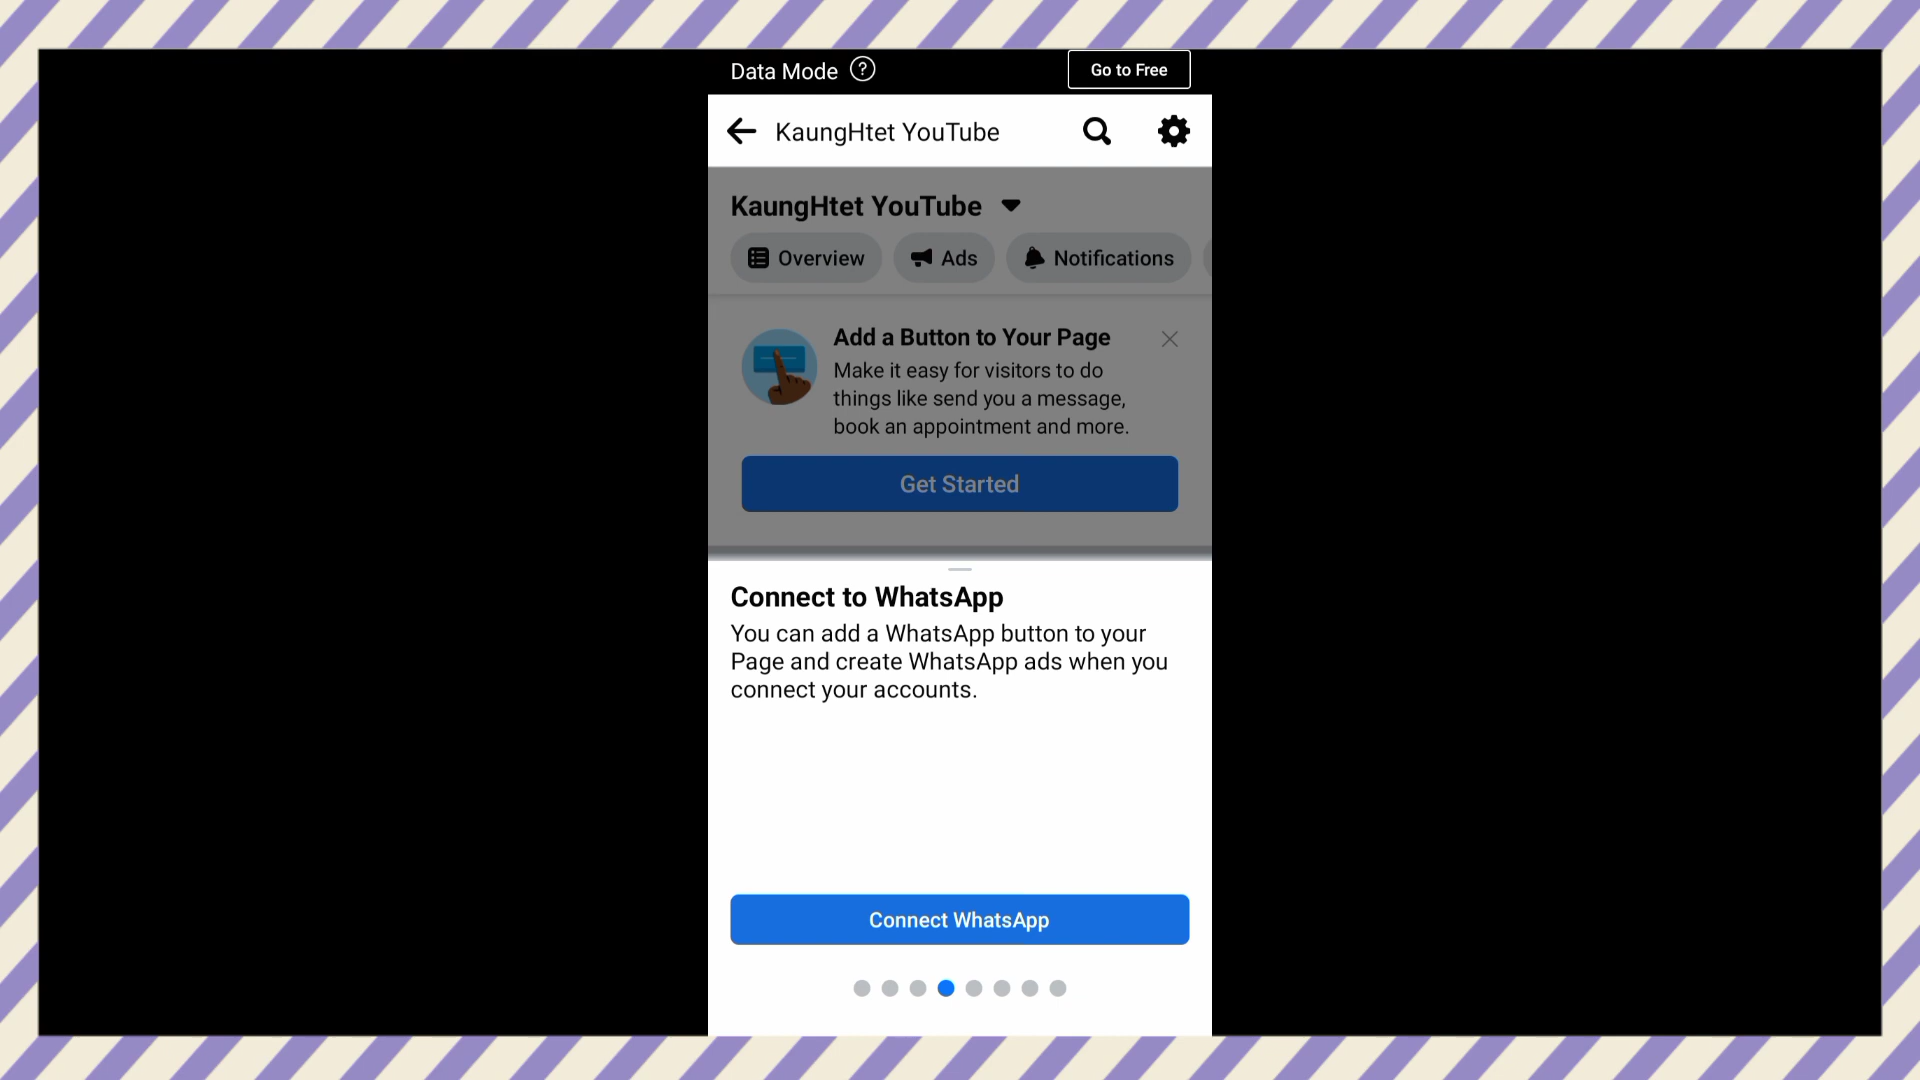 Data Mode
Go to Free
KaungHtet YouTube
KaungHtet YouTube
Overview
Ads
Notifications
Add a Button to Your Page
Make it easy for visitors to do
things like send you a message,
book an appointment and more.
Get Started
Connect to WhatsApp
You can add a WhatsApp button to your
Page and create WhatsApp ads when you
connect your accounts.
Connect WhatsApp